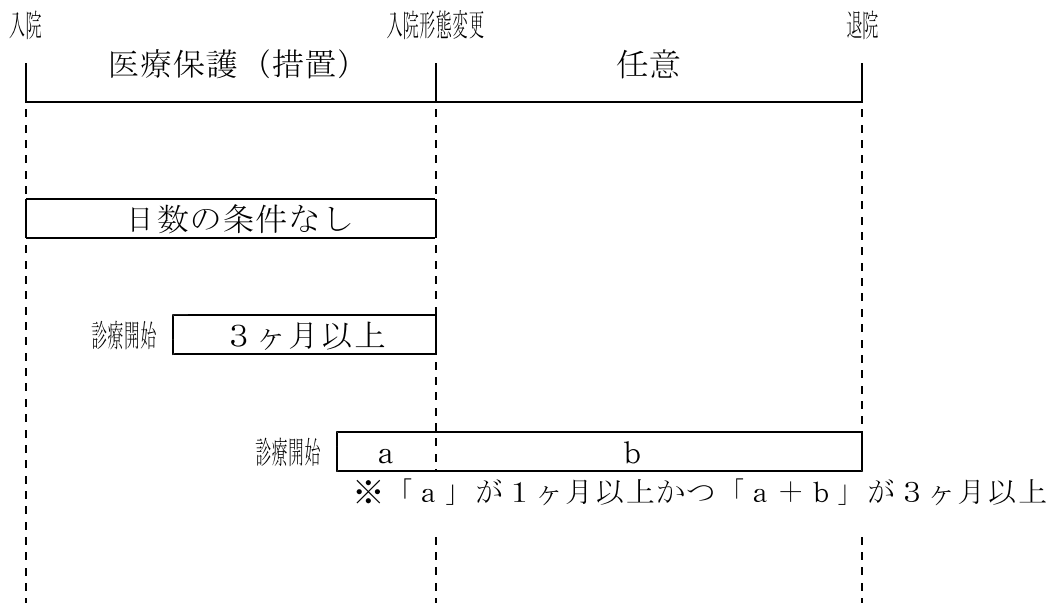 入院 入院形態変更 退院
医療保護（措置） 任意
日数の条件なし
診療開始 ３ヶ月以上
診療開始 ａ ｂ
※「ａ」が１ヶ月以上かつ「ａ＋ｂ」が３ヶ月以上